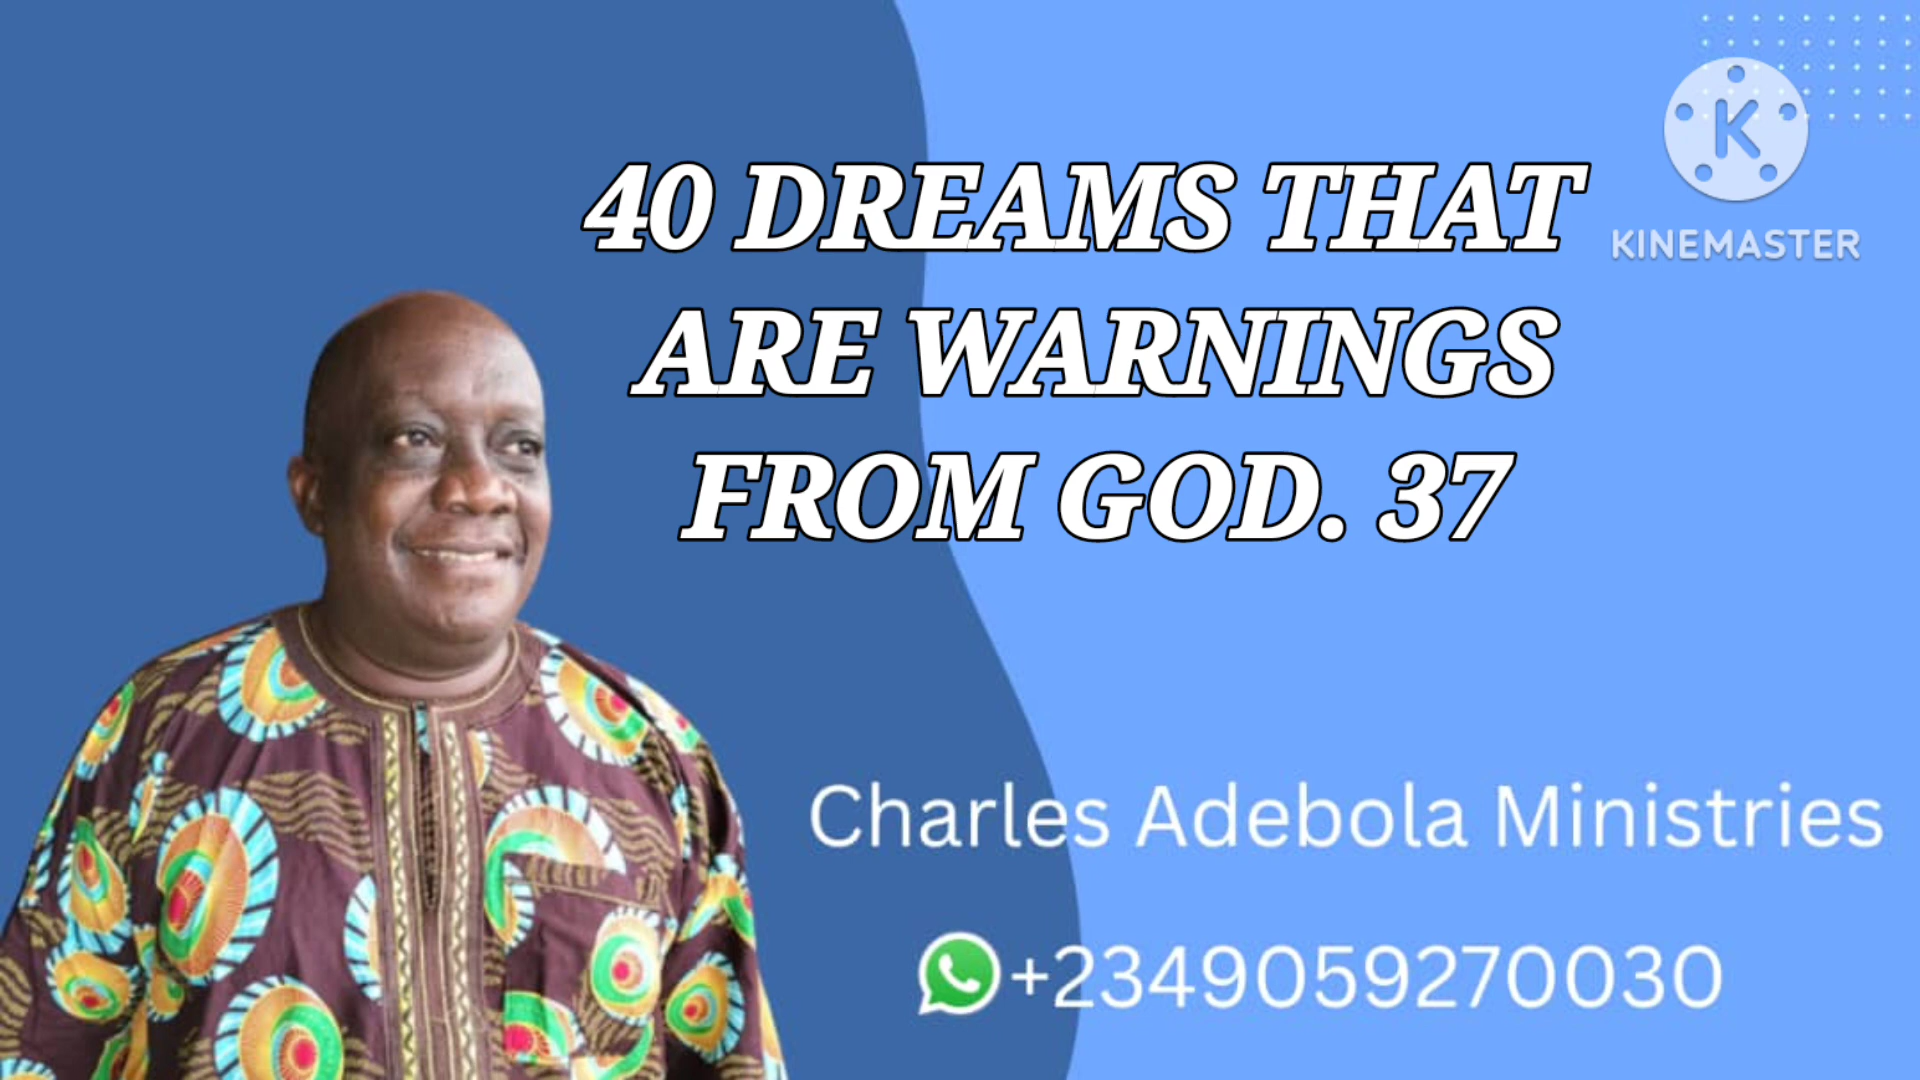 40 DREAMS THAT
ARE WARNINGS
FROM GOD. 37
K
KINEMASTER
Charles Adebola Ministries
+2349059270030